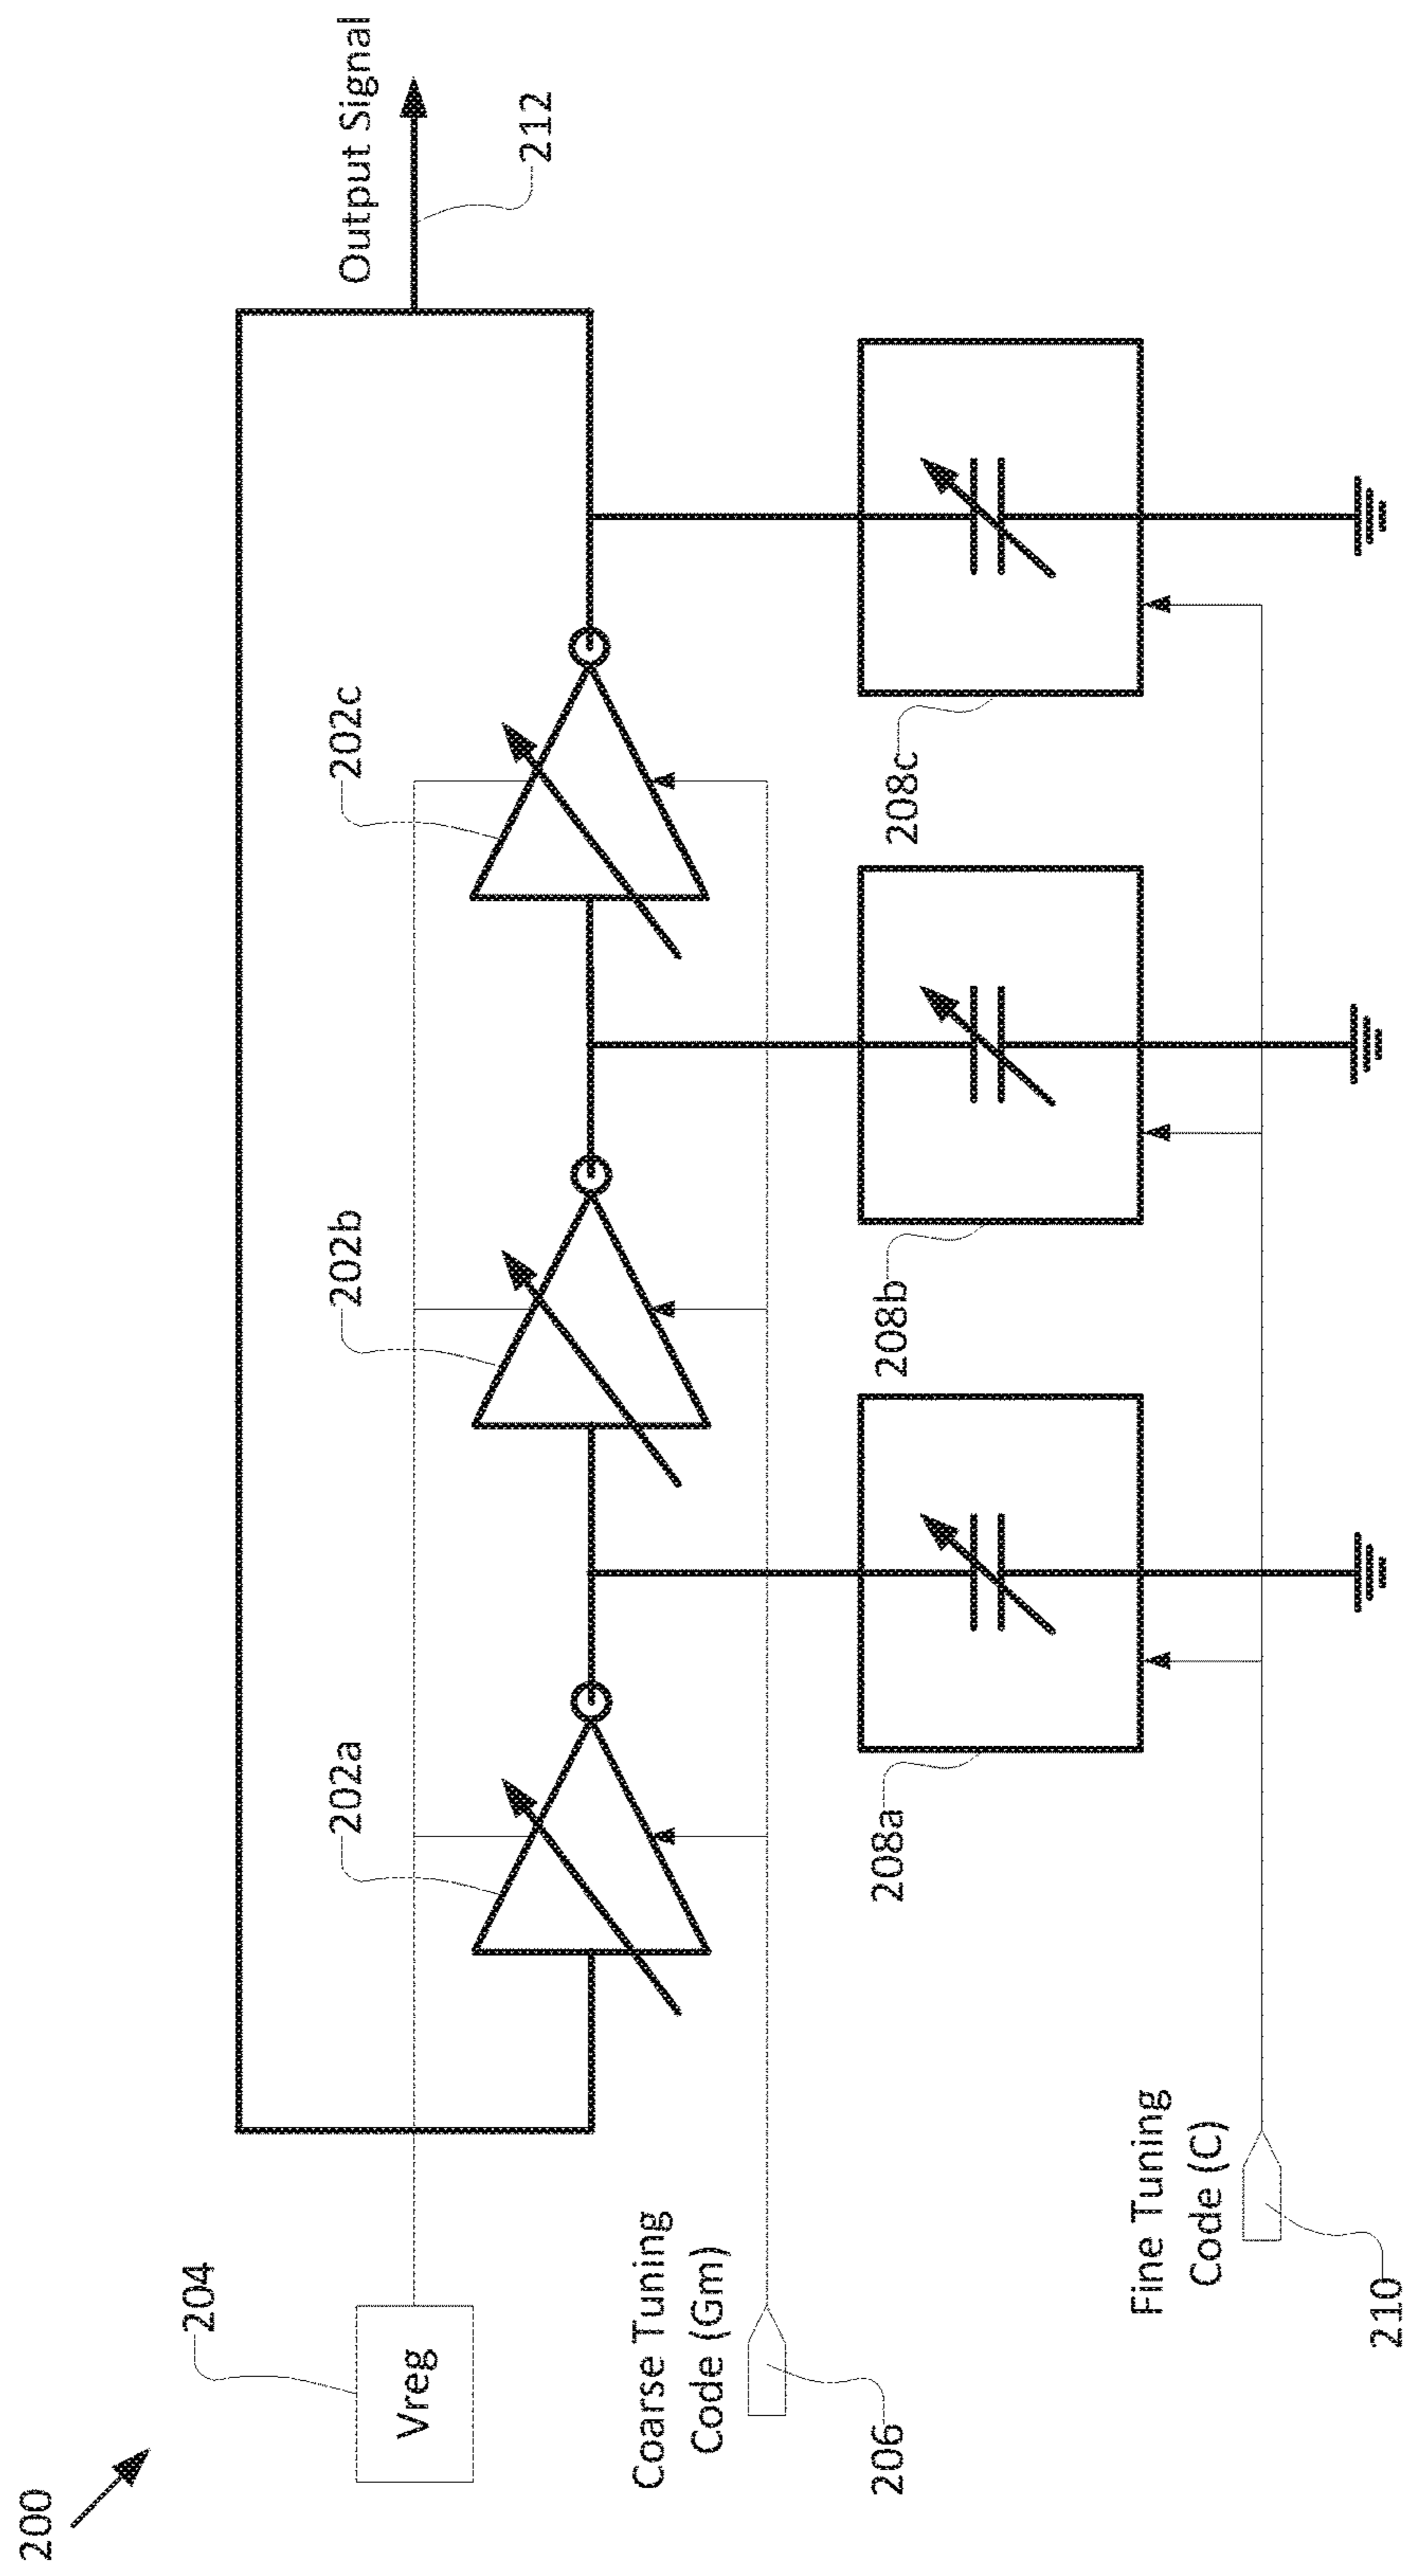 200
204
Vreg
202a
202b
202c
Output Signal
212
Coarse Tuning
Code (Gm)
206
208a
208b
208c
Fine Tuning
Code (C)
210